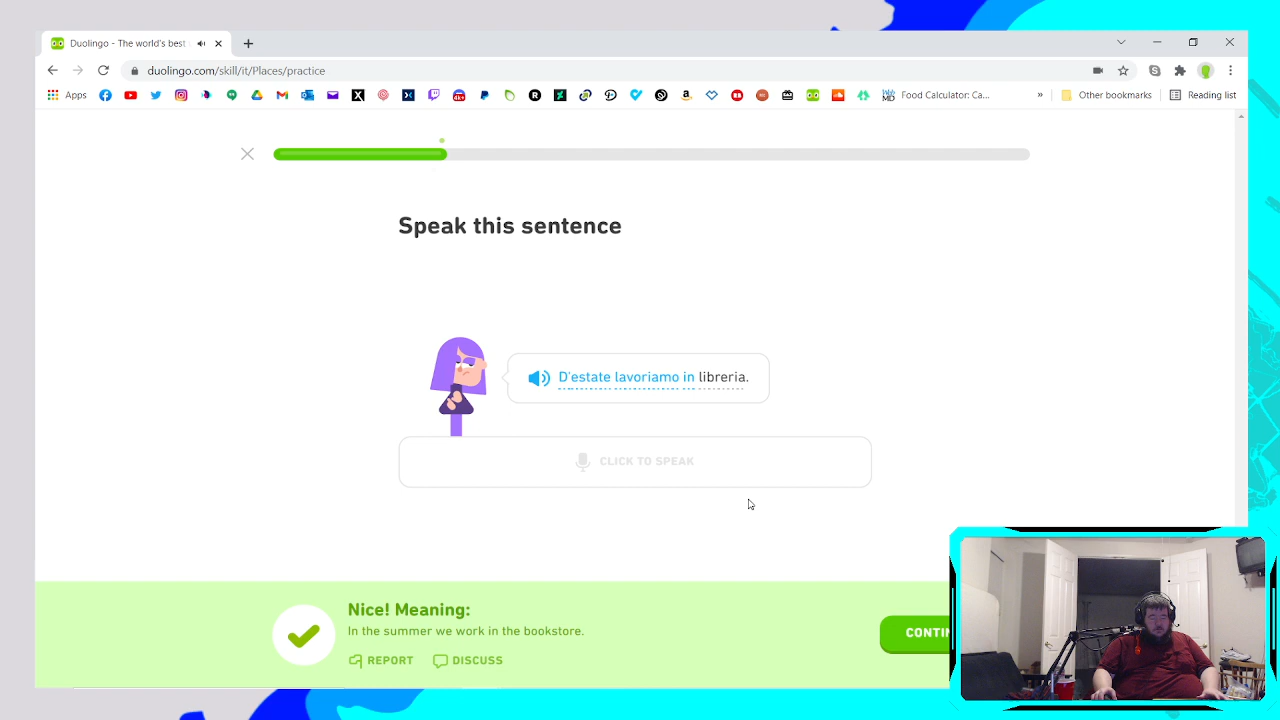 Duolingo - The world's best
duolingo.com/skill/it/Places/practice
Apps
Food Calculator: Ca...
»
Other bookmarks
Reading list
Speak this sentence
D'estate lavoriamo in libreria.
CLICK TO SPEAK
Nice! Meaning:
In the summer we work in the bookstore.
REPORT
DISCUSS
CONTIN